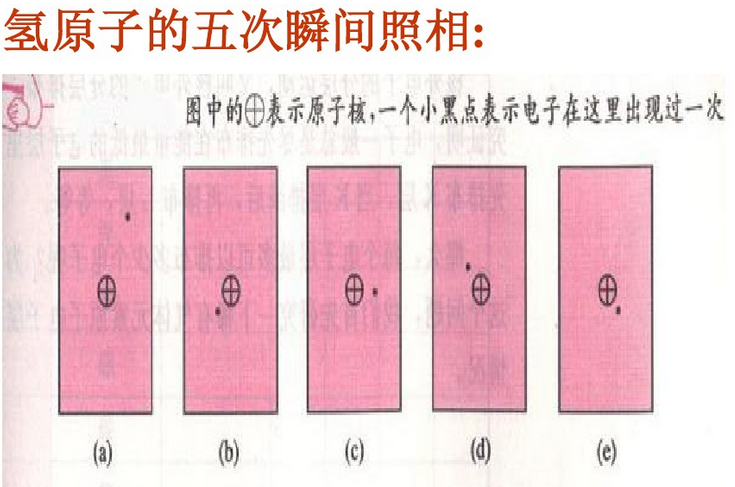 氢原子的五次瞬间照相:
图中的⊕表示原子核,一个小黑点表示电子在这里出现过一次
(a) (b) (c) (d) (e)